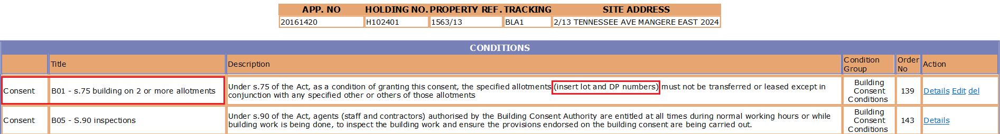 APP. NO HOLDING NO. PROPERTY REF. TRACKING SITE ADDRESS
20161420 H102401 1563/13 BLA1 2/13 TENNESSEE AVE MANGERE EAST 2024
CONDITIONS
Title Description Condition Group Order No Action
Consent B01 - s.75 building on 2 or more allotments Under s.75 of the Act, as a condition of granting this consent, the specified allotments (insert lot and DP numbers) must not be transferred or leased except in
conjunction with any specified other or others of those allotments
Building
Consent
Conditions
139 Details Edit del
Consent B05 - S.90 inspections Under s.90 of the Act, agents (staff and contractors) authorised by the Building Consent Authority are entitled at all times during normal working hours or while
building work is being done, to inspect the building work and ensure the provisions endorsed on the building consent are being carried out.
Building
Consent
Conditions
143 Details